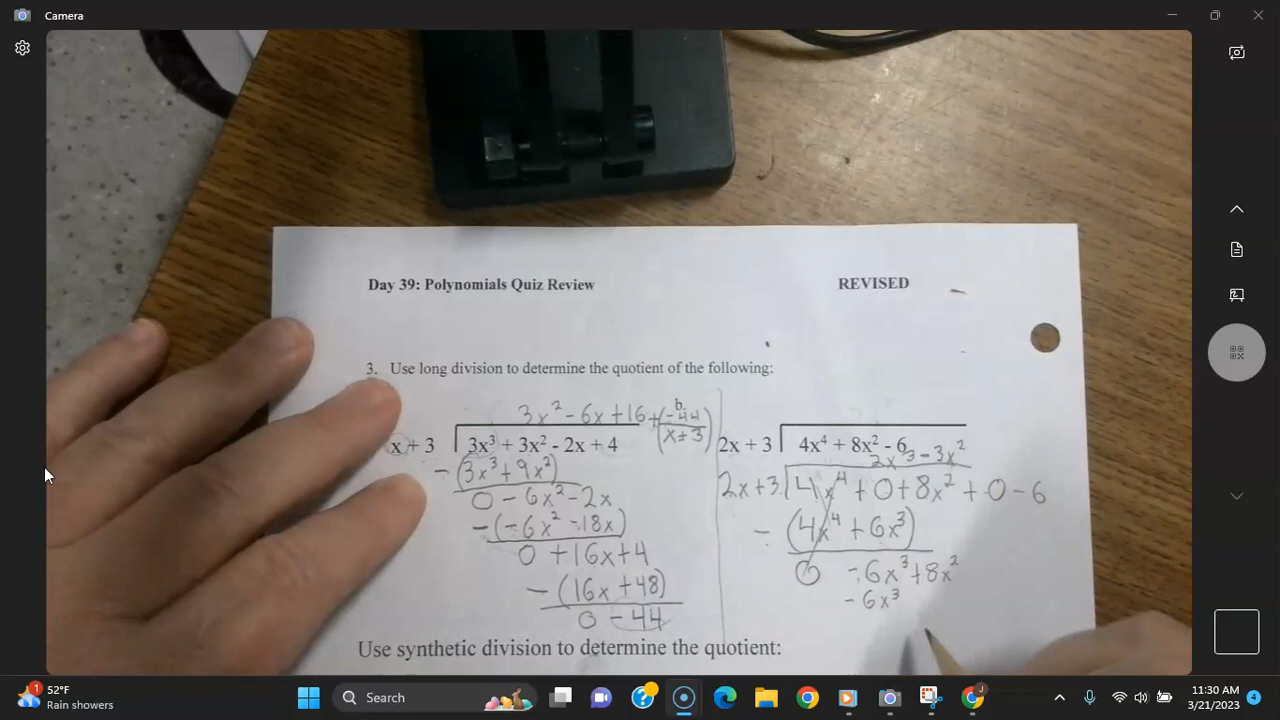 Camera
Day 39: Polynomials Quiz Review REVISED
3. Use long division to determine the quotient of the following:
3x² - 6x + 16 + (-44/x+3)
b.
x + 3 3x³ + 3x² - 2x + 4
- (3x³ + 9x²)
0 - 6x² - 2x
- (-6x² - 18x)
0 + 16x + 4
- (16x + 48)
0 - 44
2x + 3 4x⁴ + 8x² - 6
2x³ - 3x²
2x + 3 4x⁴ + 0 + 8x² + 0 - 6
- (4x⁴ + 6x³)
0 - 6x³ + 8x²
- 6x³
Use synthetic division to determine the quotient:
1
52°F
Rain showers
Search
J
11:30 AM
3/21/2023
4